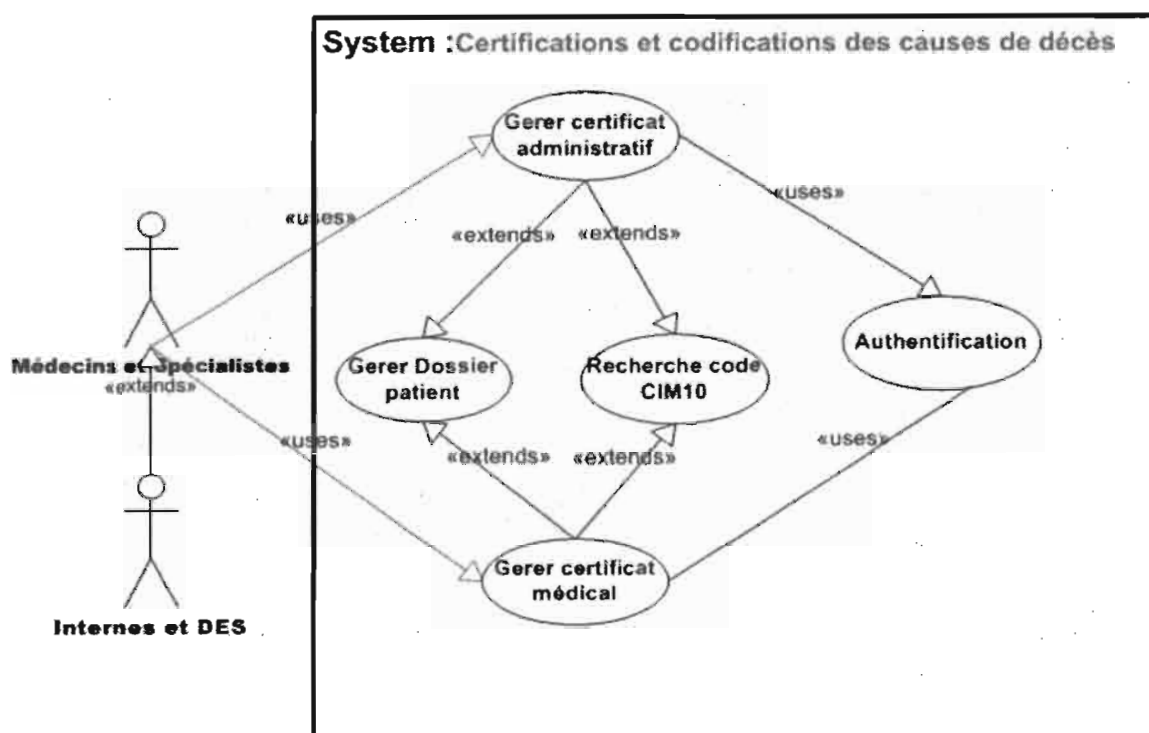 System :Certifications et codifications des causes de décès
Gerer certificat
administratif
«uses»
«uses»
«extends»
«extends»
Médecins et Spécialistes
«extends»
Gerer Dossier
patient
Recherche code
CIM10
Authentification
«uses»
«extends»
«extends»
«uses»
Gerer certificat
médical
Internes et DES